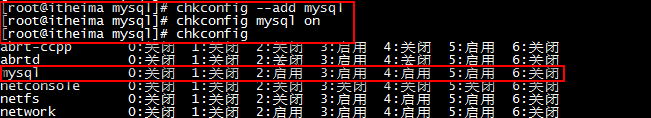 [root@itheima mysql]# chkconfig --add mysql
[root@itheima mysql]# chkconfig mysql on
[root@itheima mysql]# chkconfig
abrt-ccpp 0:关闭 1:关闭 2:关闭 3:启用 4:关闭 5:启用 6:关闭
abrtd 0:关闭 1:关闭 2:关闭 3:启用 4:关闭 5:启用 6:关闭
mysql 0:关闭 1:关闭 2:启用 3:启用 4:启用 5:启用 6:关闭
netconsole 0:关闭 1:关闭 2:关闭 3:关闭 4:关闭 5:关闭 6:关闭
netfs 0:关闭 1:关闭 2:关闭 3:启用 4:启用 5:启用 6:关闭
network 0:关闭 1:关闭 2:启用 3:启用 4:启用 5:启用 6:关闭